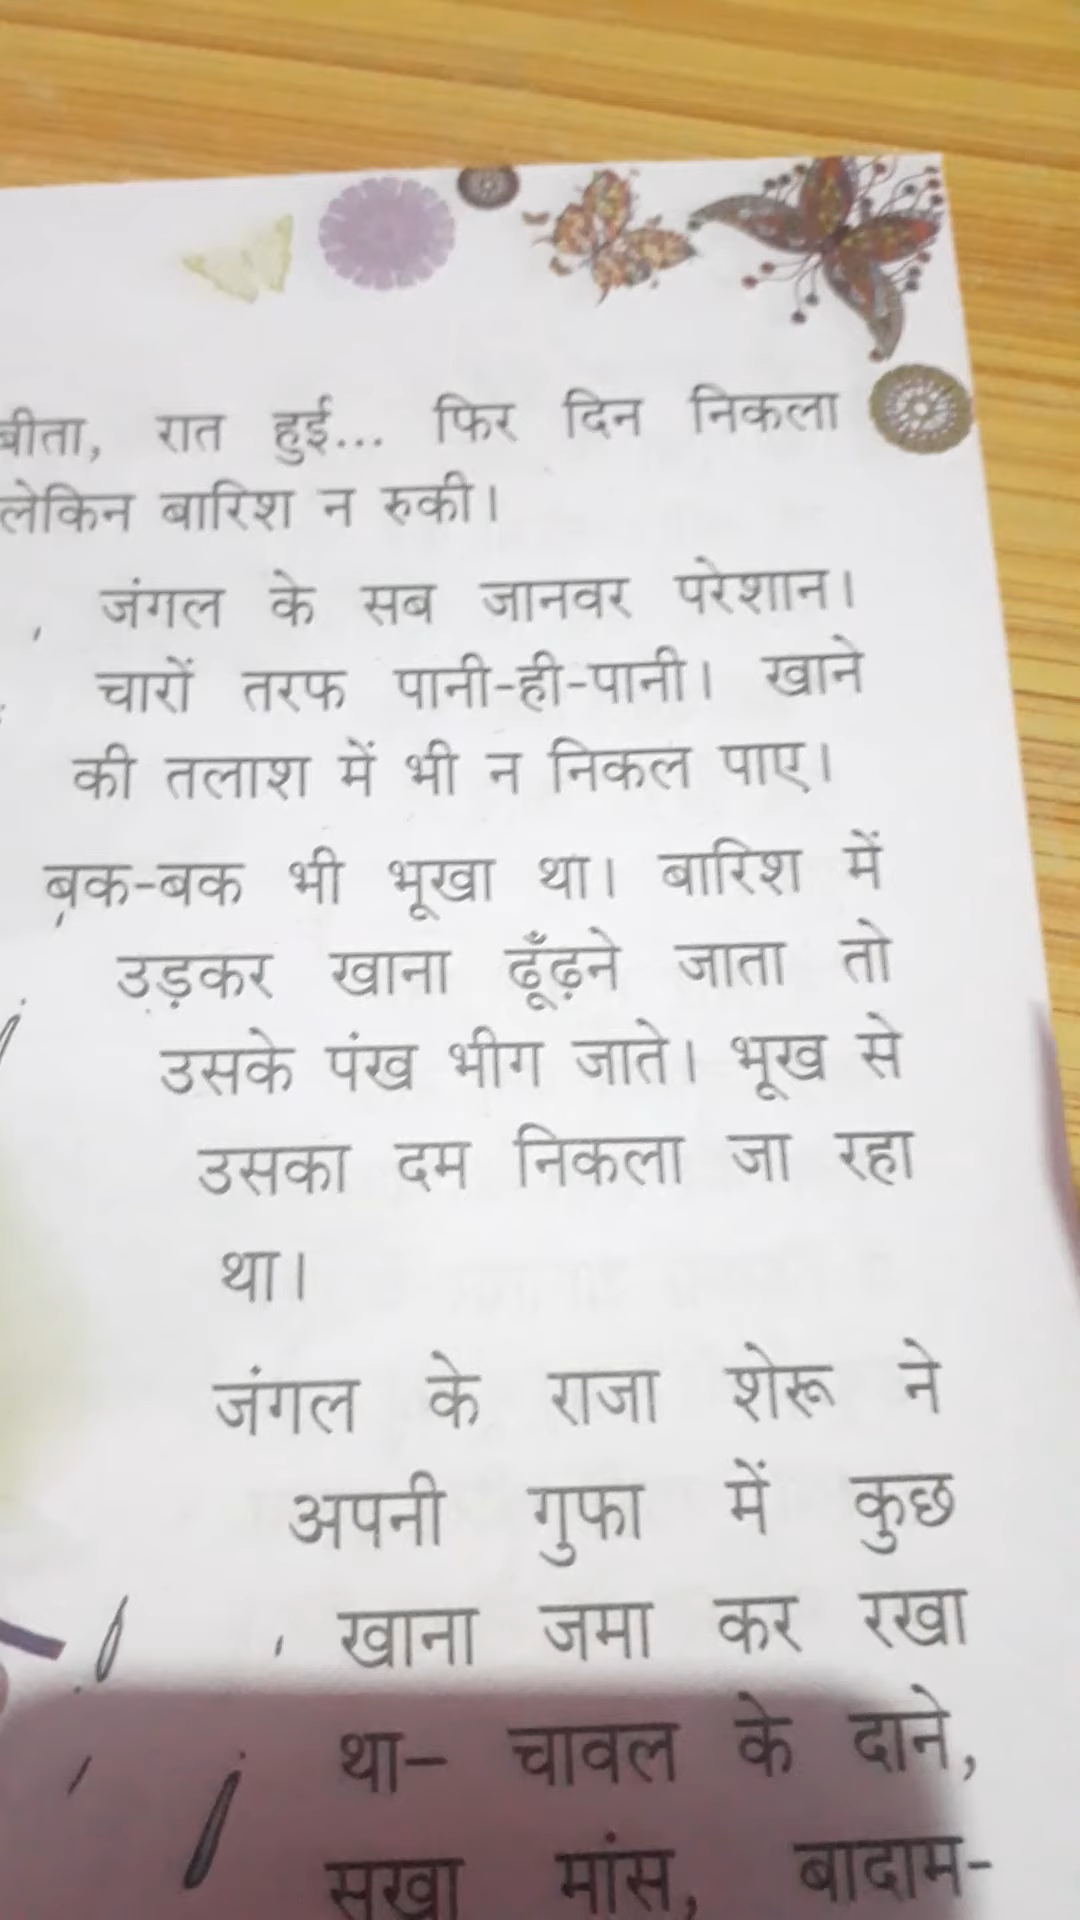 बीता, रात हुई... फिर दिन निकला
लेकिन बारिश न रुकी।
जंगल के सब जानवर परेशान।
चारों तरफ पानी-ही-पानी। खाने
की तलाश में भी न निकल पाए।
बक-बक भी भूखा था। बारिश में
उड़कर खाना ढूँढ़ने जाता तो
उसके पंख भीग जाते। भूख से
उसका दम निकला जा रहा
था।
जंगल के राजा शेरू ने
अपनी गुफा में कुछ
खाना जमा कर रखा
था– चावल के दाने,
मांस, बादाम-